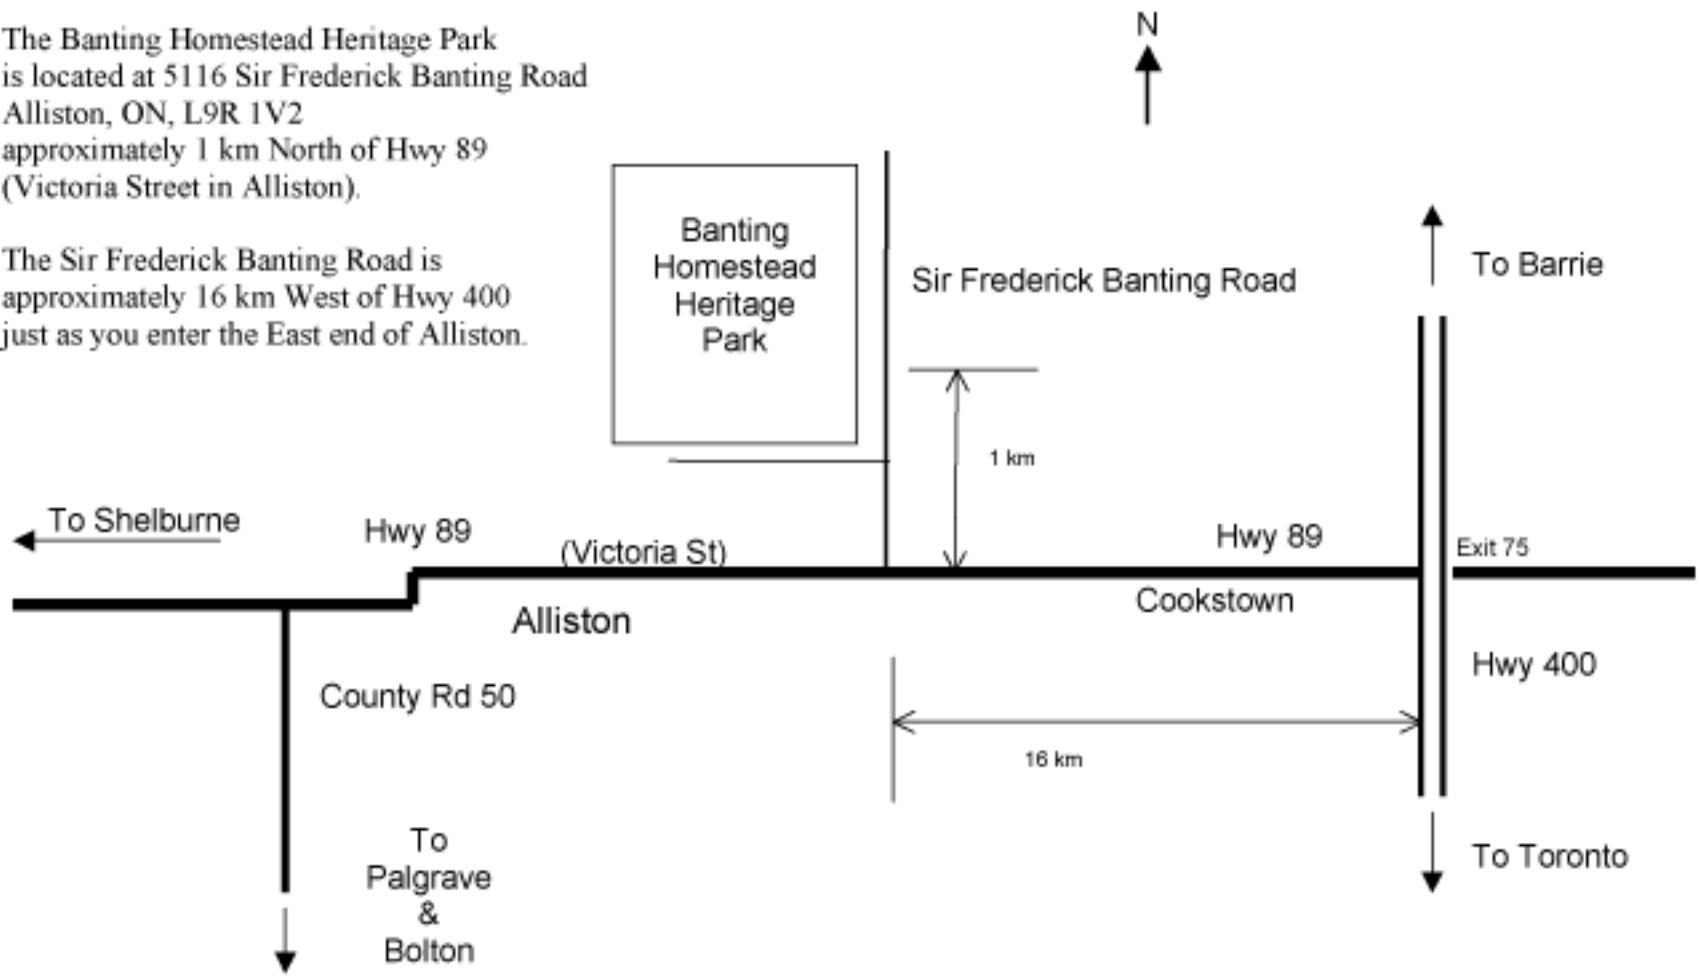 The Banting Homestead Heritage Park
is located at 5116 Sir Frederick Banting Road
Alliston, ON, L9R 1V2
approximately 1 km North of Hwy 89
(Victoria Street in Alliston).
The Sir Frederick Banting Road is
approximately 16 km West of Hwy 400
just as you enter the East end of Alliston.
N
Banting
Homestead
Heritage
Park
Sir Frederick Banting Road
To Barrie
1 km
To Shelburne
Hwy 89
(Victoria St)
Hwy 89
Exit 75
Alliston
Cookstown
County Rd 50
Hwy 400
16 km
To
Palgrave
&
Bolton
To Toronto